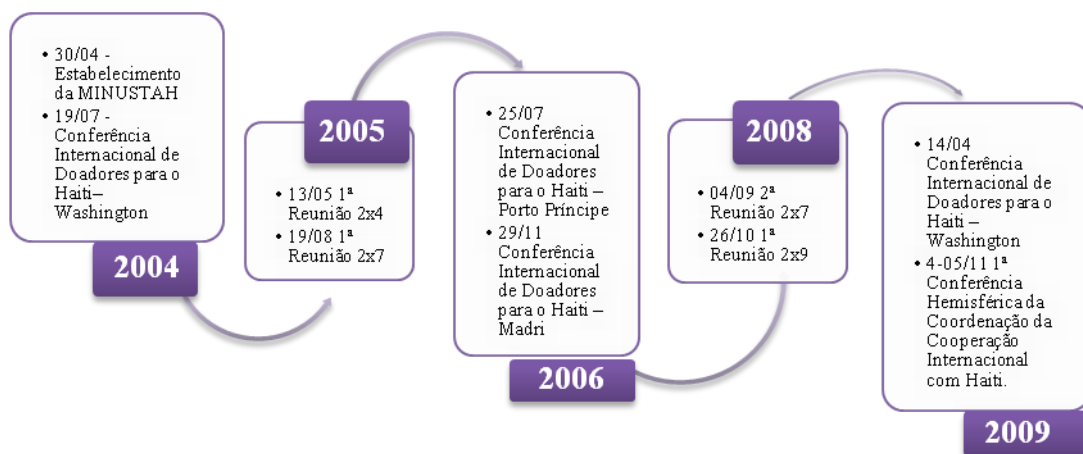 • 30/04 -
Estabelecimento
da MINUSTAH
• 19/07 -
Conferência
Internacional de
Doadores para o
Haiti–
Washington
2004
2005
• 13/05 1ª
Reunião 2x4
• 19/08 1ª
Reunião 2x7
• 25/07
Conferência
Internacional
de Doadores
para o Haiti –
Porto Príncipe
• 29/11
Conferência
Internacional
de Doadores
para o Haiti –
Madri
2006
2008
• 04/09 2ª
Reunião 2x7
• 26/10 1ª
Reunião 2x9
• 14/04
Conferência
Internacional de
Doadores para o
Haiti –
Washington
• 4-05/11 1ª
Conferência
Hemisférica da
Coordenação da
Cooperação
Internacional
com Haiti.
2009